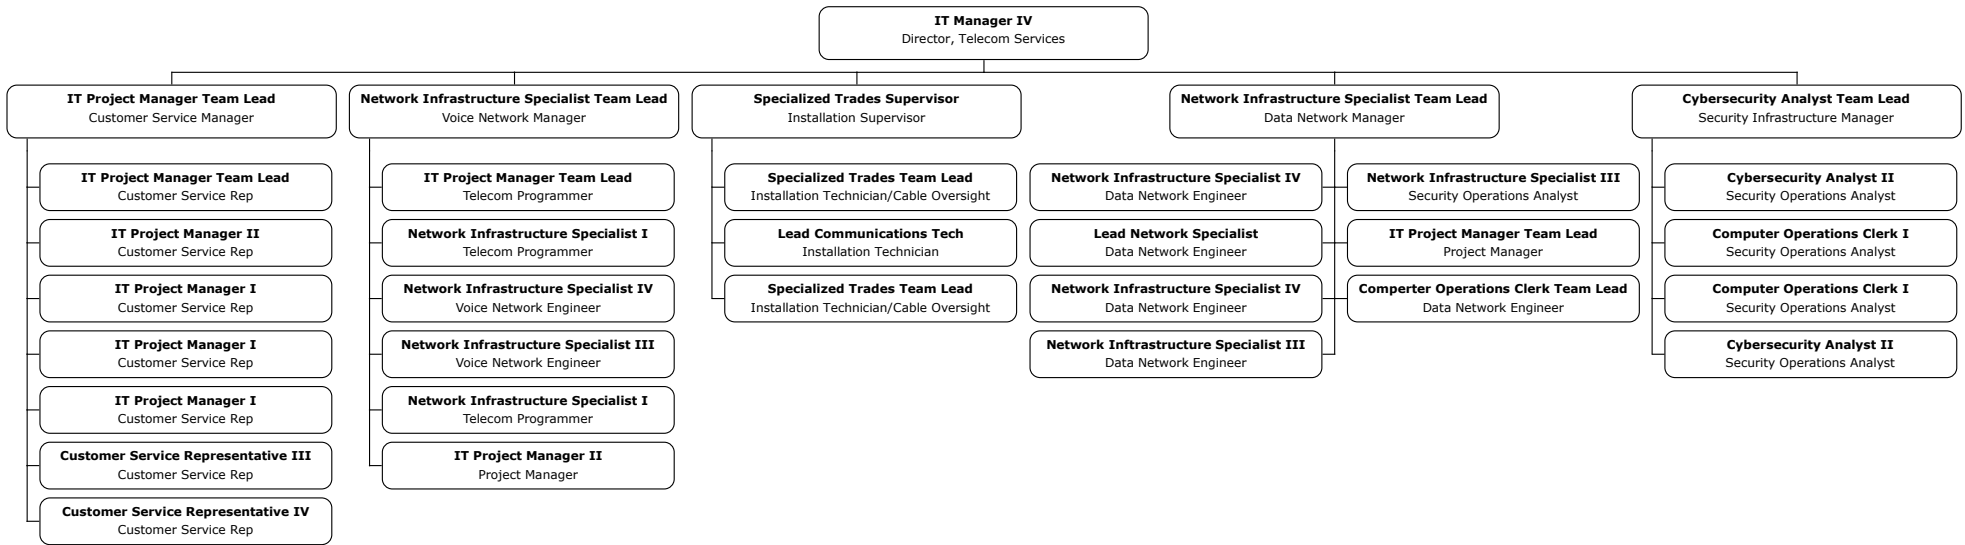 IT Manager IV
Director, Telecom Services
IT Project Manager Team Lead
Customer Service Manager
IT Project Manager Team Lead
Customer Service Rep
IT Project Manager II
Customer Service Rep
IT Project Manager I
Customer Service Rep
IT Project Manager I
Customer Service Rep
IT Project Manager I
Customer Service Rep
Customer Service Representative III
Customer Service Rep
Customer Service Representative IV
Customer Service Rep
Network Infrastructure Specialist Team Lead
Voice Network Manager
IT Project Manager Team Lead
Telecom Programmer
Network Infrastructure Specialist I
Telecom Programmer
Network Infrastructure Specialist IV
Voice Network Engineer
Network Infrastructure Specialist III
Voice Network Engineer
Network Infrastructure Specialist I
Telecom Programmer
IT Project Manager II
Project Manager
Specialized Trades Supervisor
Installation Supervisor
Specialized Trades Team Lead
Installation Technician/Cable Oversight
Lead Communications Tech
Installation Technician
Specialized Trades Team Lead
Installation Technician/Cable Oversight
Network Infrastructure Specialist Team Lead
Data Network Manager
Network Infrastructure Specialist IV
Data Network Engineer
Lead Network Specialist
Data Network Engineer
Network Infrastructure Specialist IV
Data Network Engineer
Network Inftrastructure Specialist III
Data Network Engineer
Network Infrastructure Specialist III
Security Operations Analyst
IT Project Manager Team Lead
Project Manager
Comperter Operations Clerk Team Lead
Data Network Engineer
Cybersecurity Analyst Team Lead
Security Infrastructure Manager
Cybersecurity Analyst II
Security Operations Analyst
Computer Operations Clerk I
Security Operations Analyst
Computer Operations Clerk I
Security Operations Analyst
Cybersecurity Analyst II
Security Operations Analyst